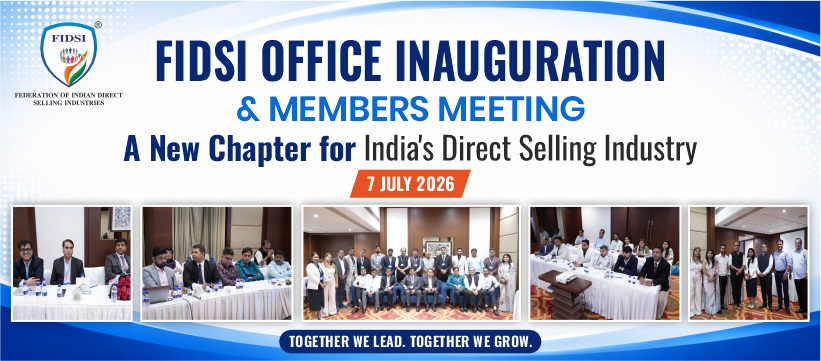 FIDSI
®
FEDERATION OF INDIAN DIRECT
SELLING INDUSTRIES
FIDSI OFFICE INAUGURATION
& MEMBERS MEETING
A New Chapter for India's Direct Selling Industry
7 JULY 2026
TOGETHER WE LEAD. TOGETHER WE GROW.